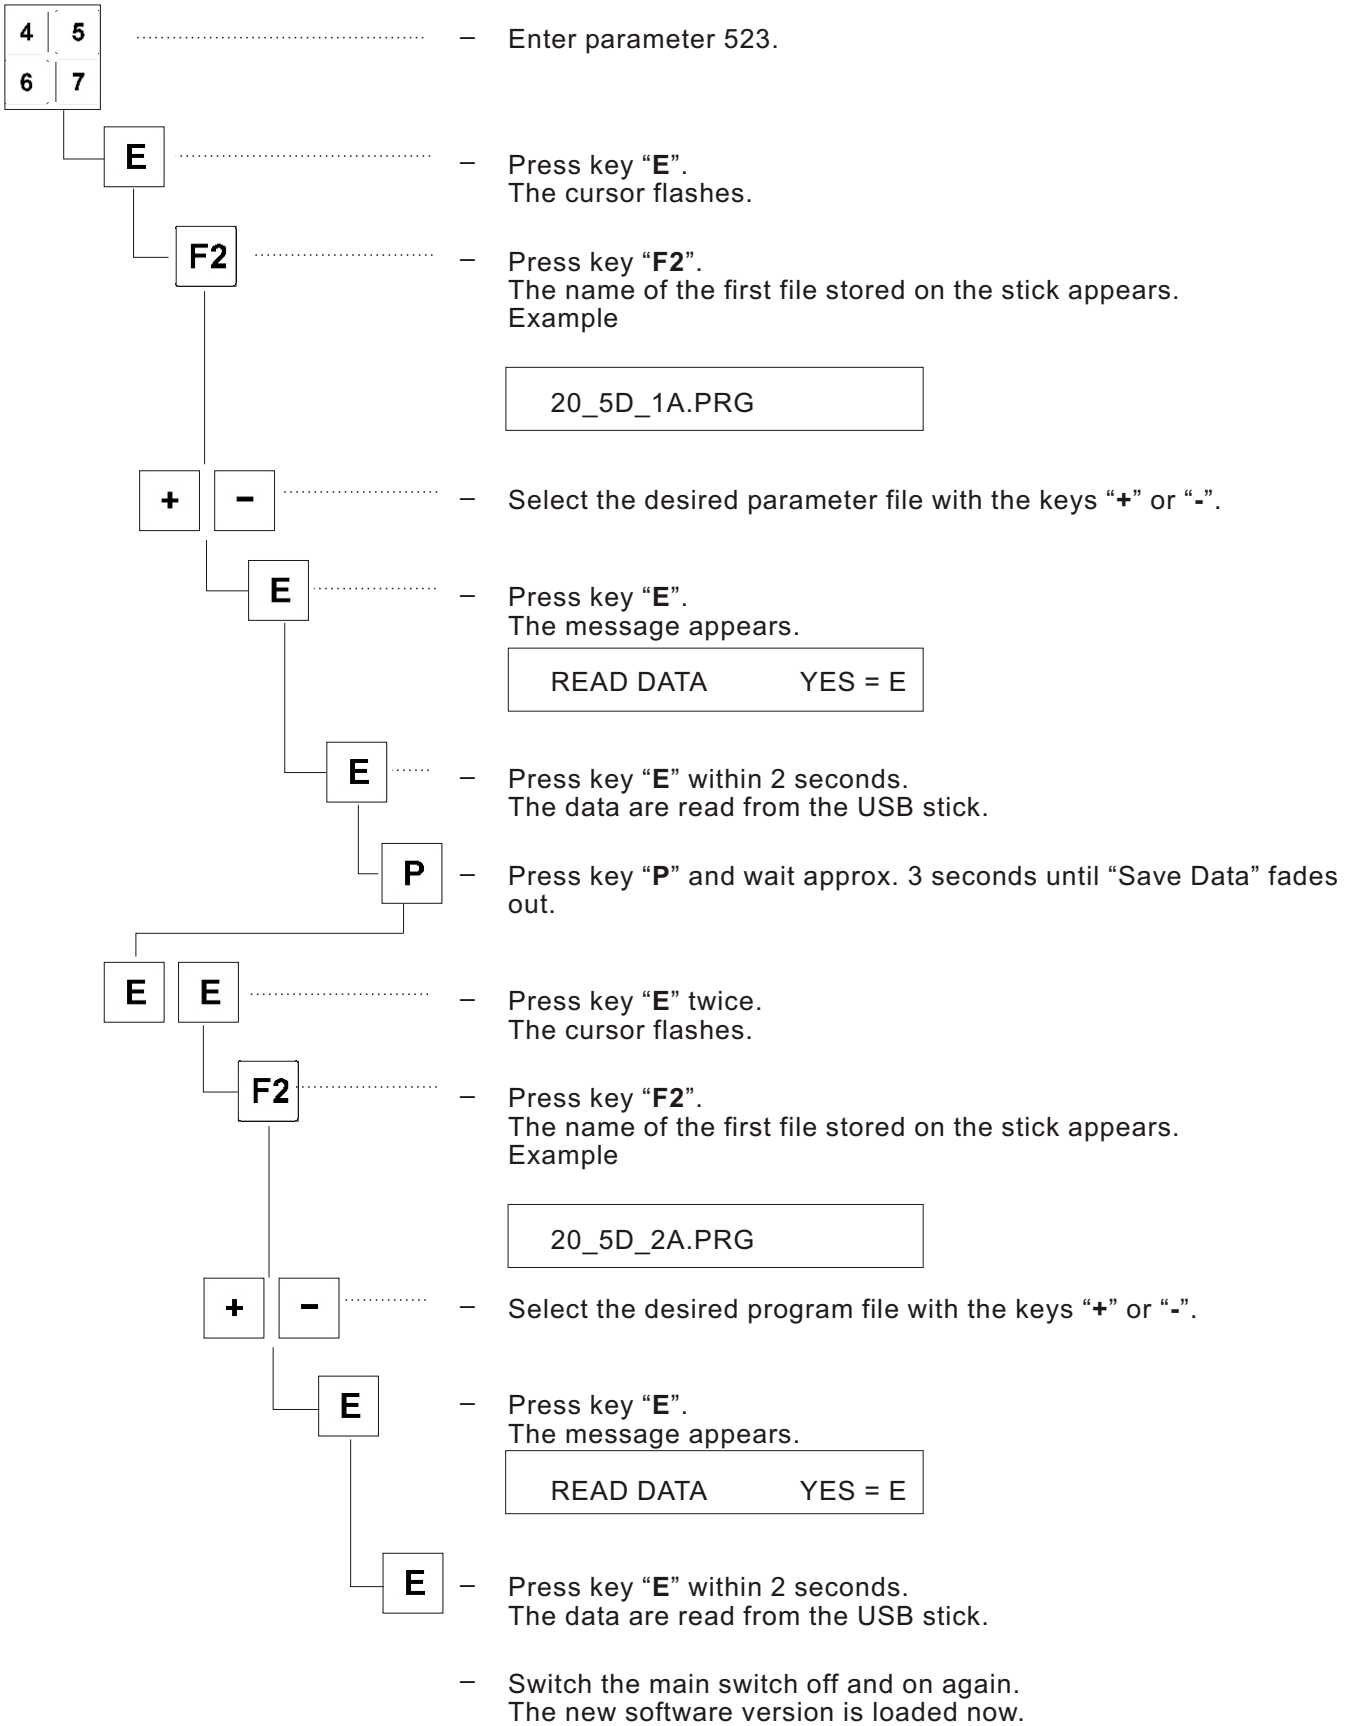 4 5 – Enter parameter 523.
6 7
E – Press key “E”.
The cursor flashes.
F2 – Press key “F2”.
The name of the first file stored on the stick appears.
Example
20_5D_1A.PRG
+ - – Select the desired parameter file with the keys “+” or “-”.
E – Press key “E”.
The message appears.
READ DATA YES = E
E – Press key “E” within 2 seconds.
The data are read from the USB stick.
P – Press key “P” and wait approx. 3 seconds until “Save Data” fades
out.
E E – Press key “E” twice.
The cursor flashes.
F2 – Press key “F2”.
The name of the first file stored on the stick appears.
Example
20_5D_2A.PRG
+ - – Select the desired program file with the keys “+” or “-”.
E – Press key “E”.
The message appears.
READ DATA YES = E
E – Press key “E” within 2 seconds.
The data are read from the USB stick.
– Switch the main switch off and on again.
The new software version is loaded now.